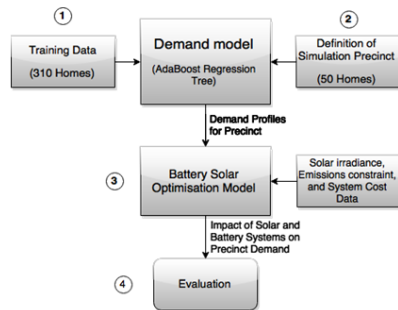 1
Training Data
(310 Homes)
Demand model
(AdaBoost Regression
Tree)
2
Definition of
Simulation Precinct
(50 Homes)
Demand Profiles
for Precinct
3
Battery Solar
Optimisation Model
Solar irradiance,
Emissions constraint,
and System Cost
Data
Impact of Solar and
Battery Systems on
Precinct Demand
4
Evaluation